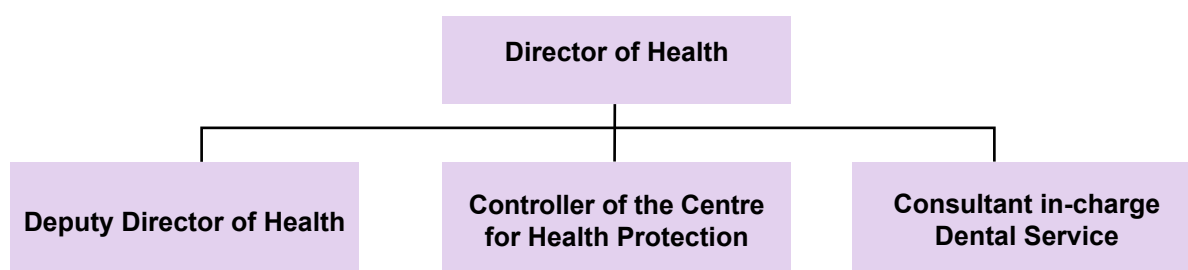 Director of Health
Deputy Director of Health
Controller of the Centre
for Health Protection
Consultant in-charge
Dental Service